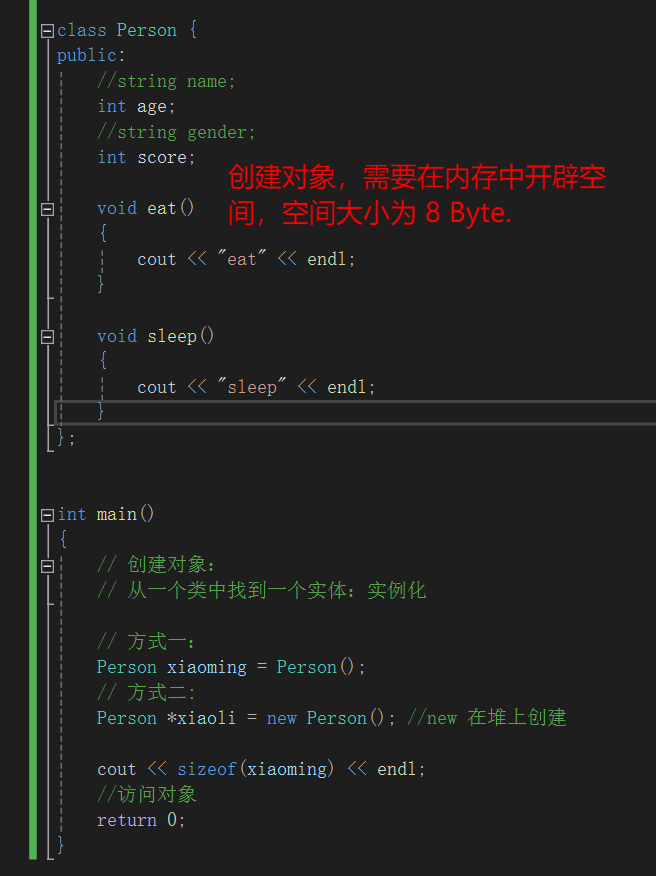 class Person {
public:
//string name;
int age;
//string gender;
int score;
创建对象，需要在内存中开辟空
间，空间大小为 8 Byte.
void eat()
{
cout << "eat" << endl;
}
void sleep()
{
cout << "sleep" << endl;
}
};
int main()
{
// 创建对象：
// 从一个类中找到一个实体：实例化
// 方式一：
Person xiaoming = Person();
// 方式二：
Person *xiaoli = new Person(); //new 在堆上创建
cout << sizeof(xiaoming) << endl;
//访问对象
return 0;
}